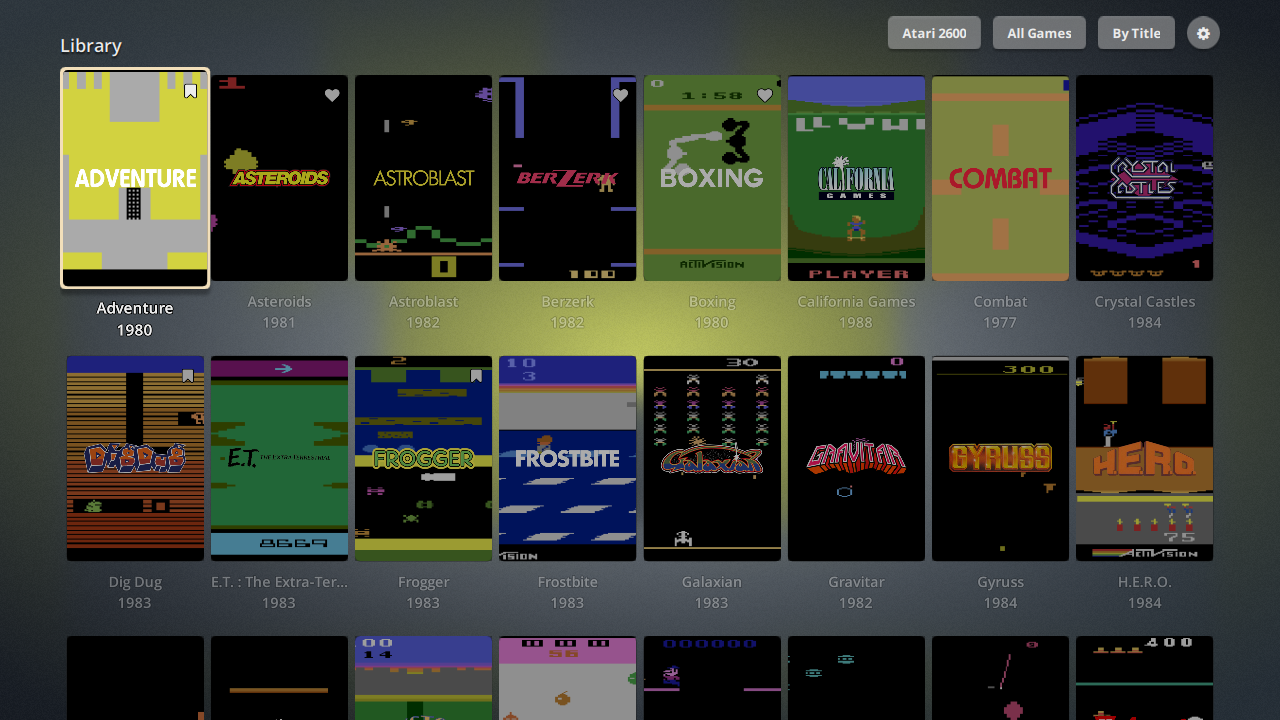 Library
Atari 2600
All Games
By Title
ADVENTURE
ASTEROIDS
ASTROBLAST
100
BERZERK
0
1:58
BOXING
ACTIVISION
CALIFORNIA
GAMES
PLAYER
COMBAT
CRYSTAL
CASTLES
1
Adventure
1980
Asteroids
1981
Astroblast
1982
Berzerk
1982
Boxing
1980
California Games
1988
Combat
1977
Crystal Castles
1984
DIG DUG
E.T. THE EXTRA-TERRESTRIAL
8669
2
FROGGER
10
3
FROSTBITE
VISION
30
GALAXIAN
0
GRAVITAR
300
GYRUSS
H.E.R.O.
75
ACTIVISION
Dig Dug
1983
E.T. : The Extra-Ter...
1983
Frogger
1983
Frostbite
1983
Galaxian
1983
Gravitar
1982
Gyruss
1984
H.E.R.O.
1984
00
14
56
000000
0
400